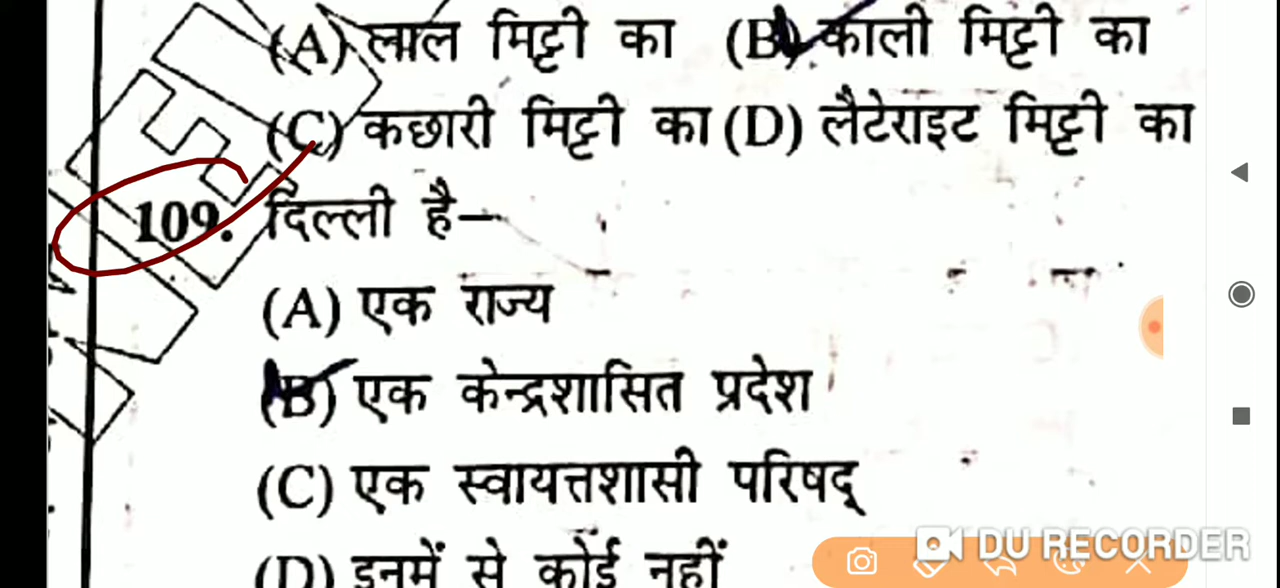 (A) लाल मिट्टी का (B) काली मिट्टी का
(C) कछारी मिट्टी का (D) लैटेराइट मिट्टी का
109. दिल्ली है—
(A) एक राज्य
(B) एक केन्द्रशासित प्रदेश
(C) एक स्वायत्तशासी परिषद्
(D) इनमें से कोई नहीं
DU RECORDER